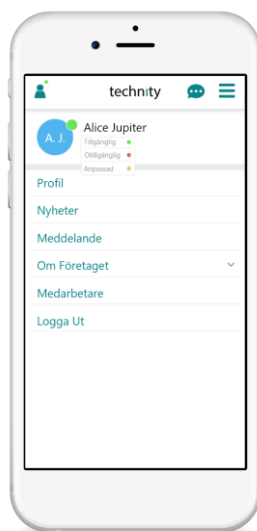 technity
A. J.
Alice Jupiter
Tillgänglig
Otillgänglig
Anpassad
Profil
Nyheter
Meddelande
Om Företaget
Medarbetare
Logga Ut